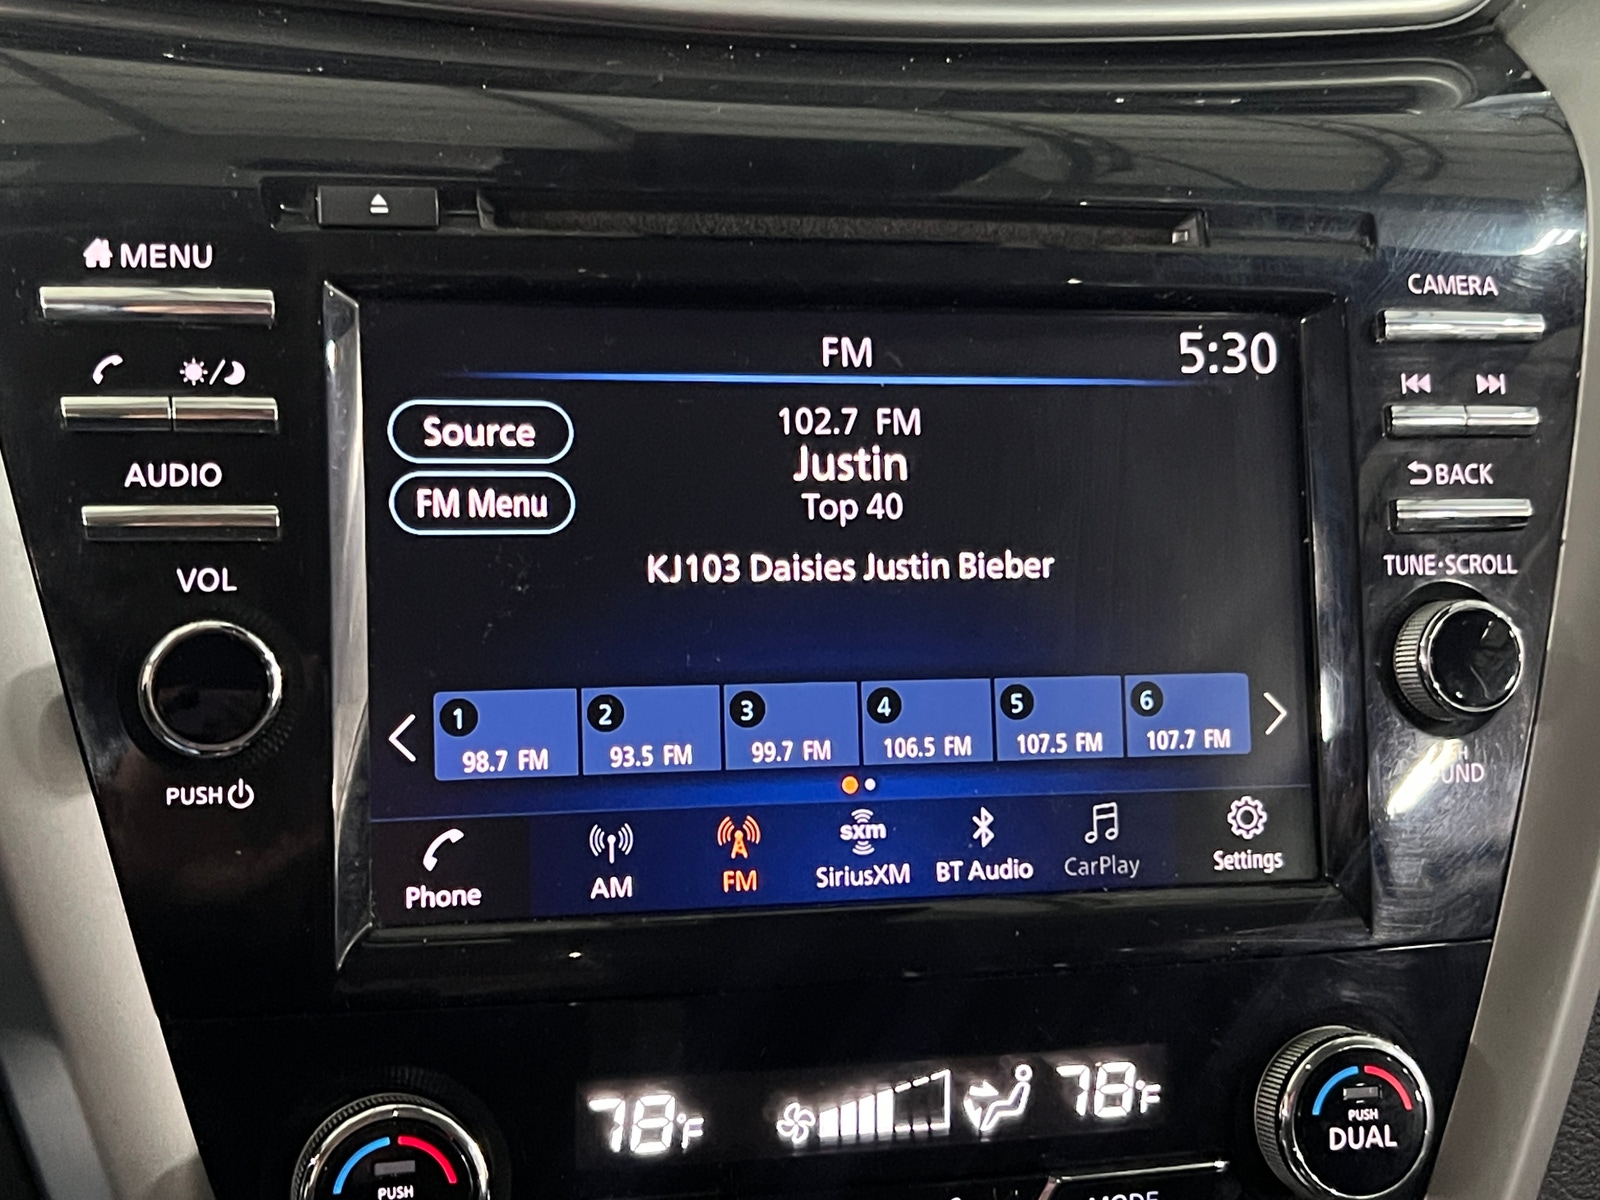 MENU
AUDIO
VOL
PUSH
FM
5:30
Source
FM Menu
102.7 FM
Justin
Top 40
KJ103 Daisies Justin Bieber
1
98.7 FM
2
93.5 FM
3
99.7 FM
4
106.5 FM
5
107.5 FM
6
107.7 FM
Phone
AM
FM
sxm
SiriusXM
BT Audio
CarPlay
Settings
CAMERA
BACK
TUNE·SCROLL
78°F
78°F
PUSH
PUSH
DUAL
MODE